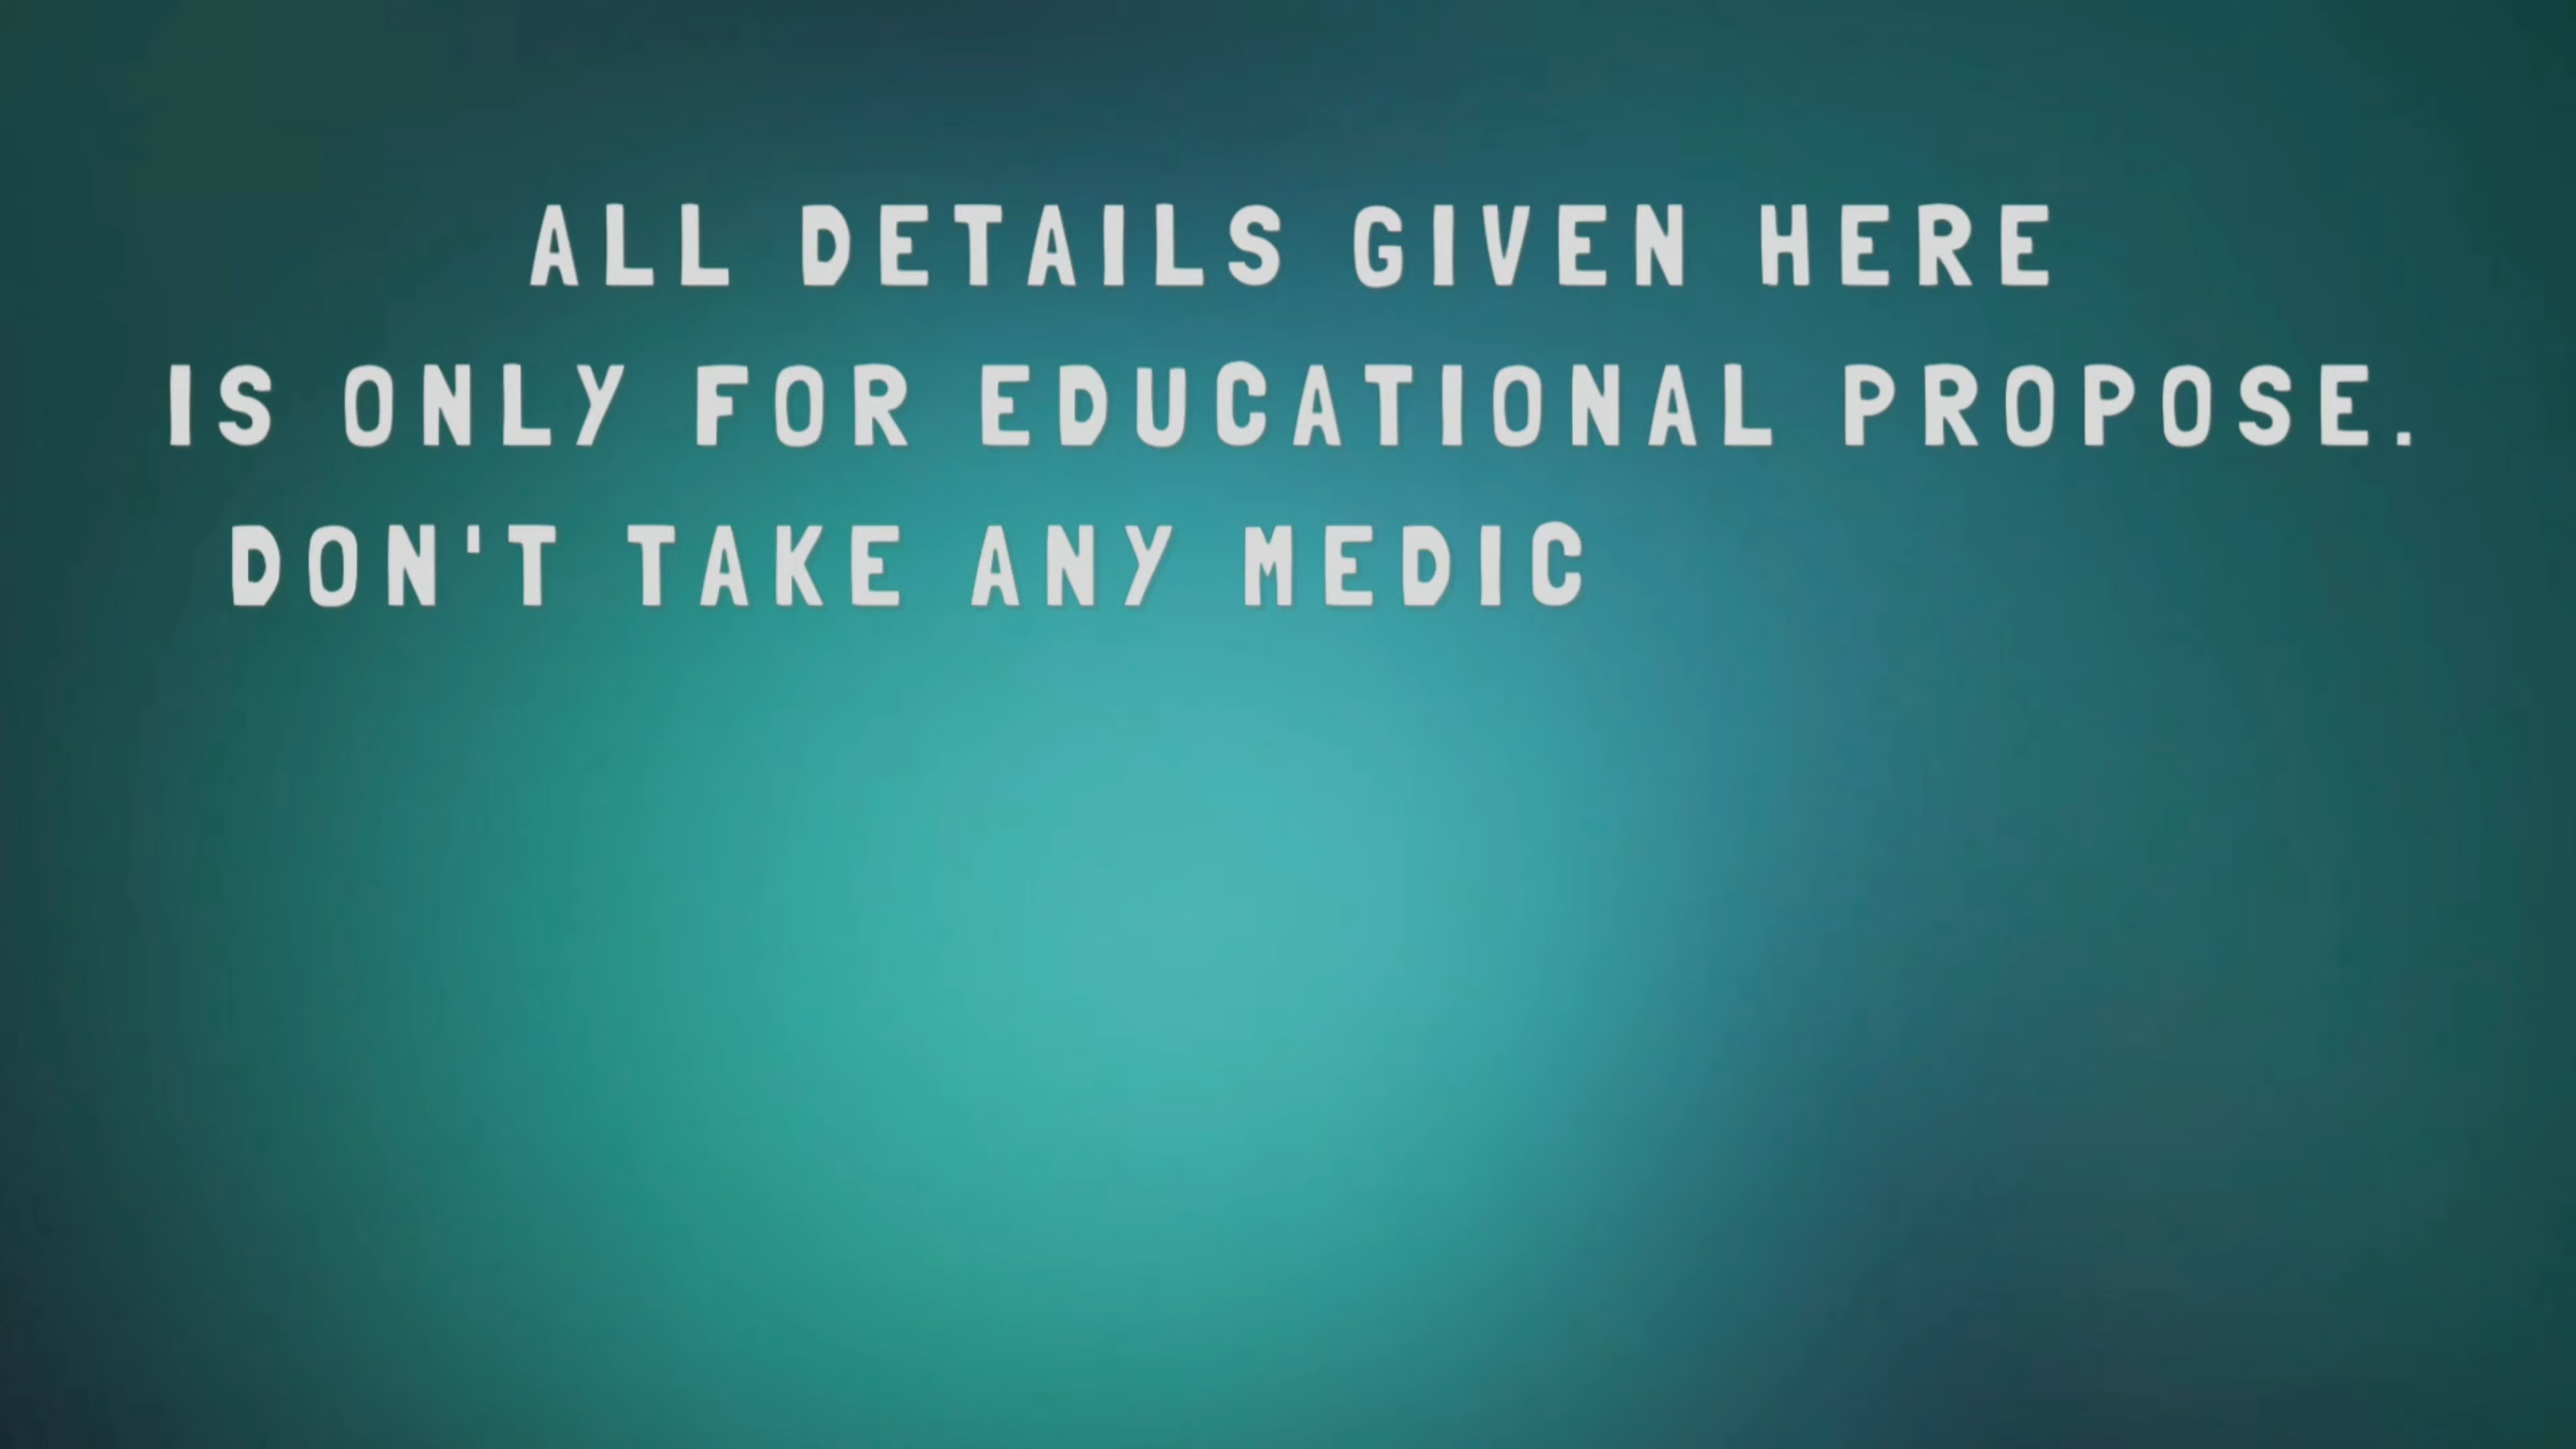 ALL DETAILS GIVEN HERE
IS ONLY FOR EDUCATIONAL PROPOSE.
DON'T TAKE ANY MEDIC